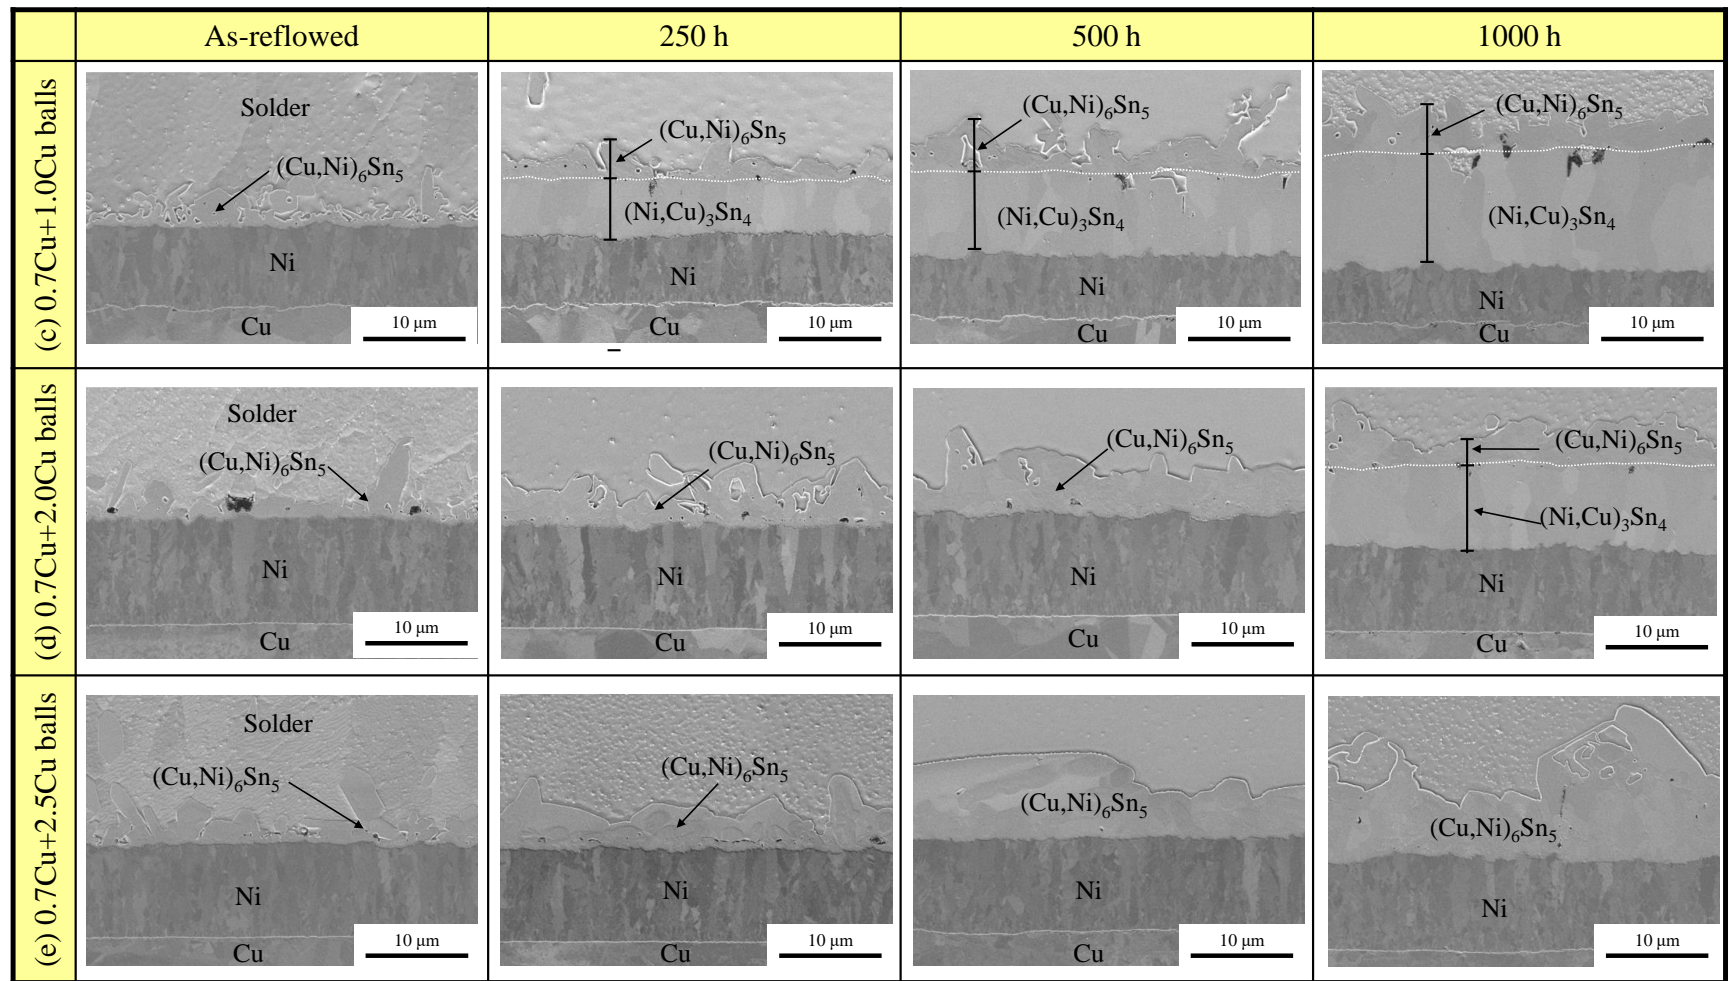 As-reflowed 250 h 500 h 1000 h
(c) 0.7Cu+1.0Cu balls
Solder
(Cu,Ni)₆Sn₅
Ni
Cu
10 μm
(Cu,Ni)₆Sn₅
(Ni,Cu)₃Sn₄
Ni
Cu
10 μm
(Cu,Ni)₆Sn₅
(Ni,Cu)₃Sn₄
Ni
Cu
10 μm
(Cu,Ni)₆Sn₅
(Ni,Cu)₃Sn₄
Ni
Cu
10 μm
(d) 0.7Cu+2.0Cu balls
Solder
(Cu,Ni)₆Sn₅
Ni
Cu
10 μm
(Cu,Ni)₆Sn₅
Ni
Cu
10 μm
(Cu,Ni)₆Sn₅
Ni
Cu
10 μm
(Cu,Ni)₆Sn₅
(Ni,Cu)₃Sn₄
Ni
Cu
10 μm
(e) 0.7Cu+2.5Cu balls
Solder
(Cu,Ni)₆Sn₅
Ni
Cu
10 μm
(Cu,Ni)₆Sn₅
Ni
Cu
10 μm
(Cu,Ni)₆Sn₅
Ni
Cu
10 μm
(Cu,Ni)₆Sn₅
Ni
10 μm